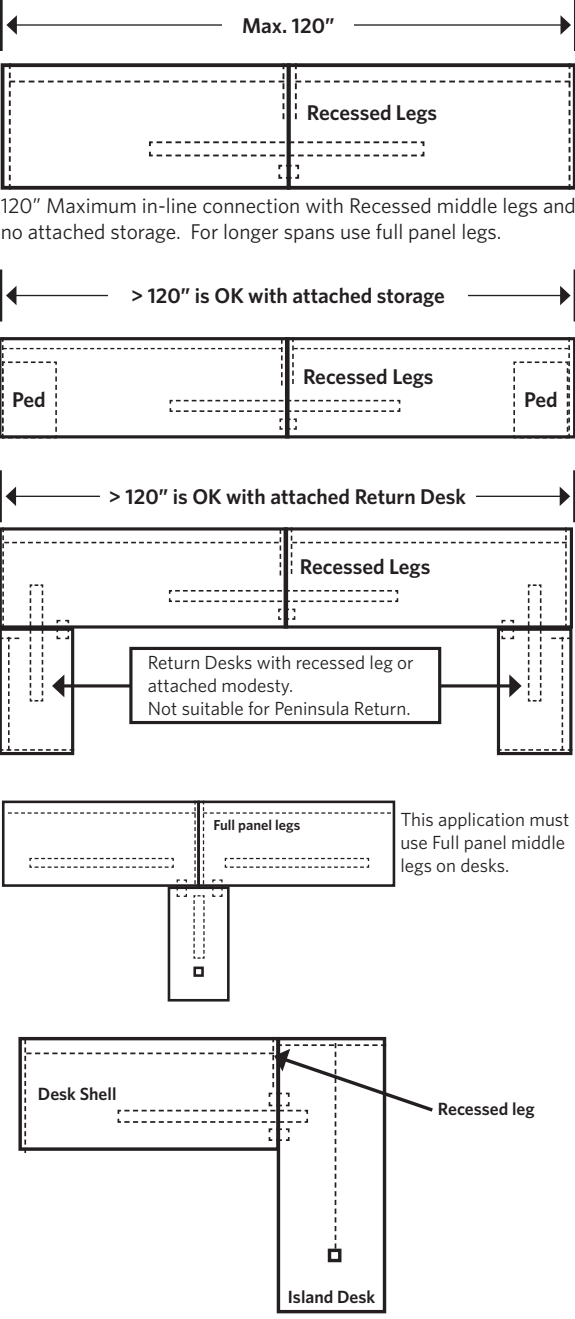 Max. 120"
Recessed Legs
120" Maximum in-line connection with Recessed middle legs and
no attached storage.  For longer spans use full panel legs.
> 120" is OK with attached storage
Recessed Legs
Ped
Ped
> 120" is OK with attached Return Desk
Recessed Legs
Return Desks with recessed leg or
attached modesty.
Not suitable for Peninsula Return.
Full panel legs
This application must
use Full panel middle
legs on desks.
Desk Shell
Recessed leg
Island Desk